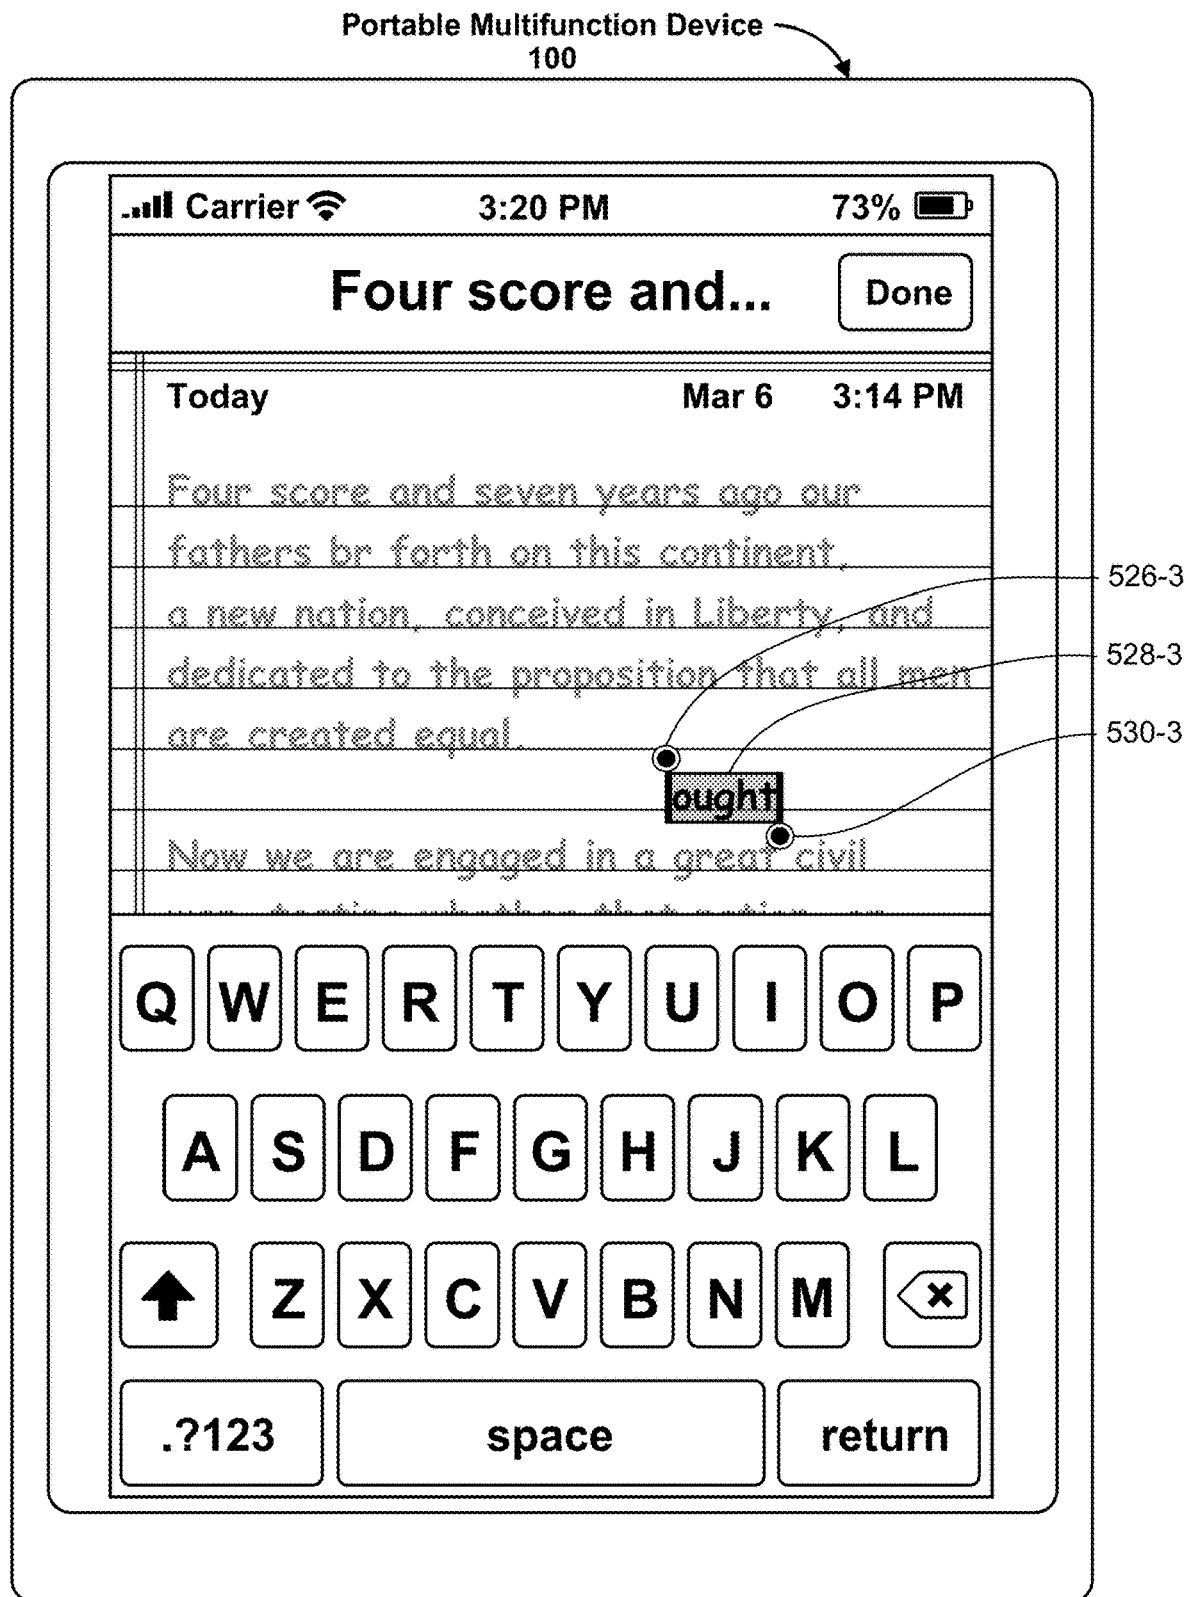 Portable Multifunction Device
100
Carrier 3:20 PM 73%
Four score and... Done
Today Mar 6 3:14 PM
Four score and seven years ago our
fathers br forth on this continent,
526-3
a new nation, conceived in Liberty, and
528-3
dedicated to the proposition that all men
are created equal.
530-3
ought
Now we are engaged in a great civil
Q W E R T Y U I O P
A S D F G H J K L
Z X C V B N M
.?123 space return